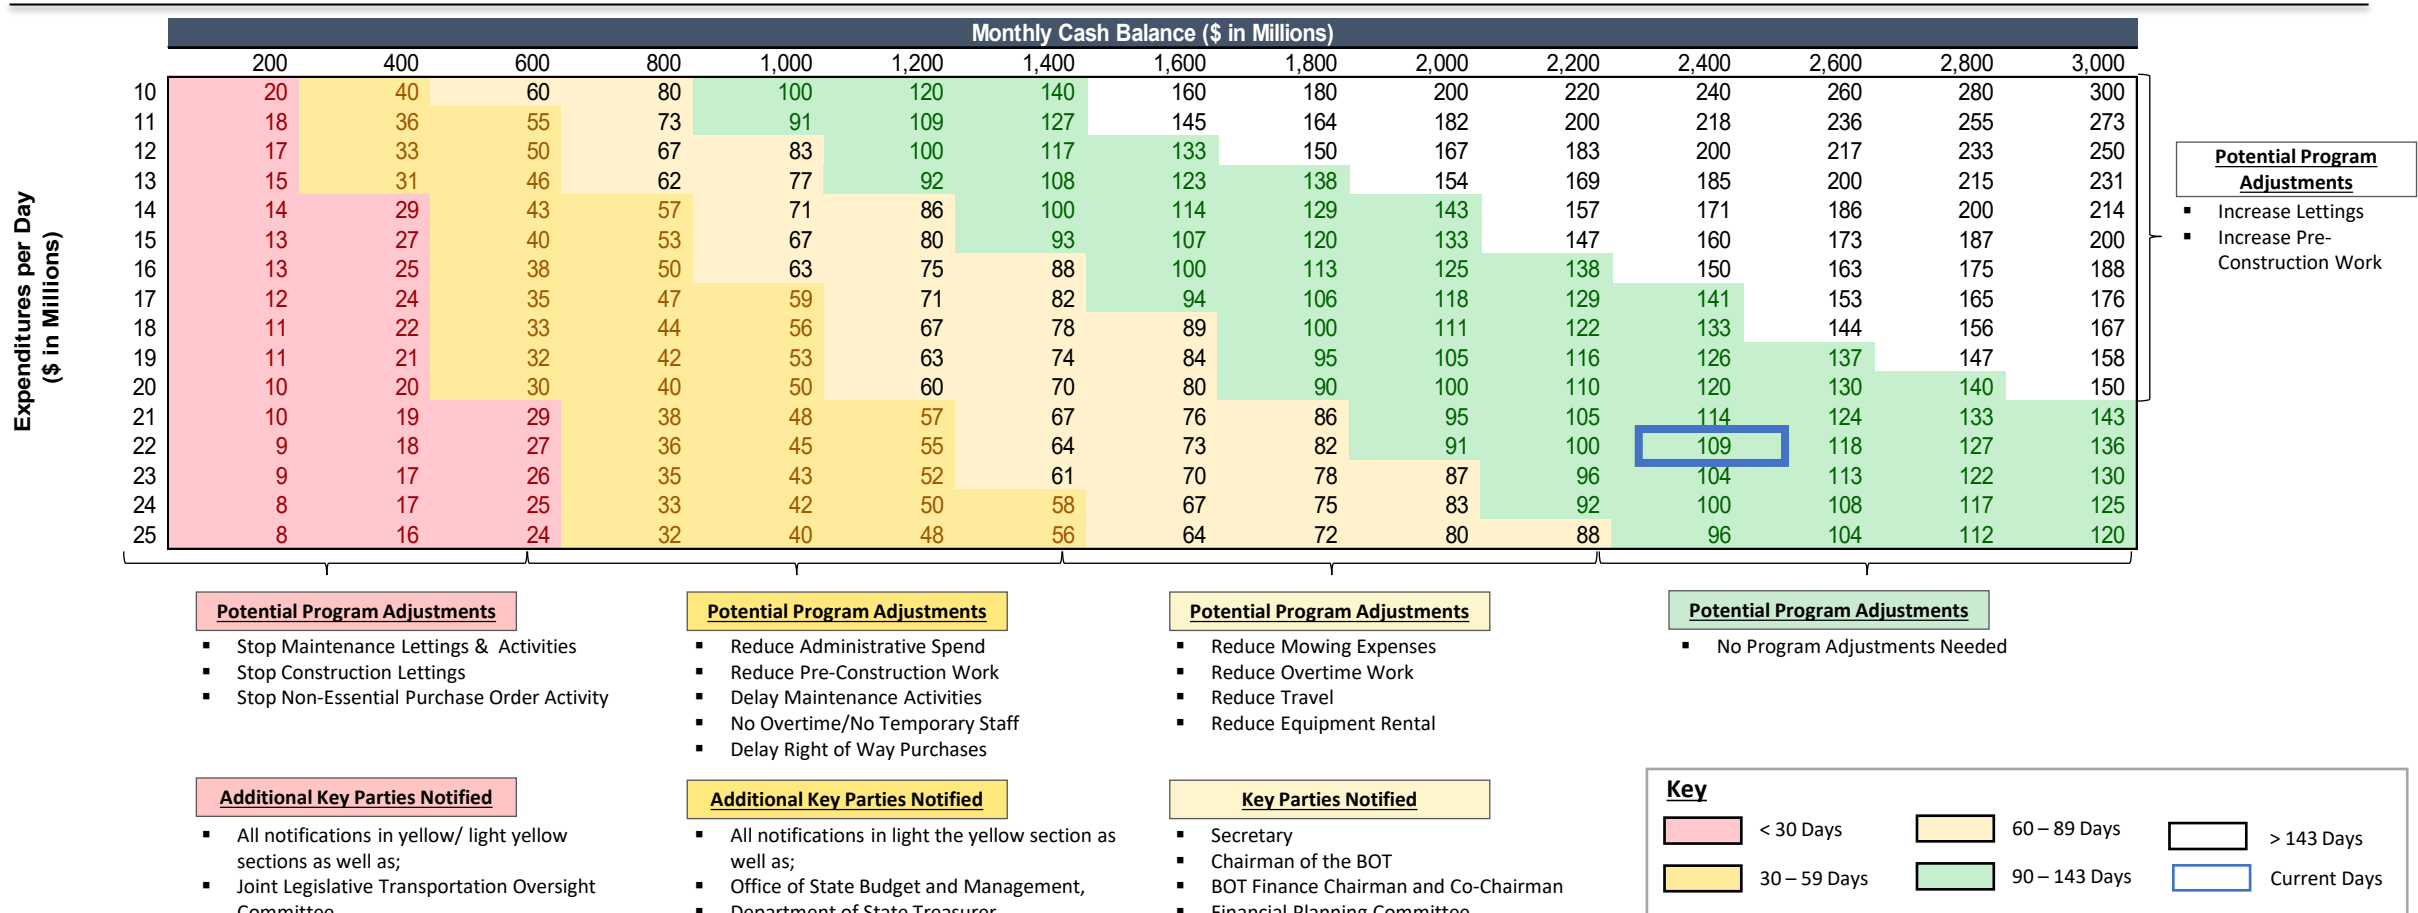 Monthly Cash Balance ($ in Millions)
200 400 600 800 1,000 1,200 1,400 1,600 1,800 2,000 2,200 2,400 2,600 2,800 3,000
Expenditures per Day
($ in Millions)
10 20 40 60 80 100 120 140 160 180 200 220 240 260 280 300
11 18 36 55 73 91 109 127 145 164 182 200 218 236 255 273
12 17 33 50 67 83 100 117 133 150 167 183 200 217 233 250
13 15 31 46 62 77 92 108 123 138 154 169 185 200 215 231
14 14 29 43 57 71 86 100 114 129 143 157 171 186 200 214
15 13 27 40 53 67 80 93 107 120 133 147 160 173 187 200
16 13 25 38 50 63 75 88 100 113 125 138 150 163 175 188
17 12 24 35 47 59 71 82 94 106 118 129 141 153 165 176
18 11 22 33 44 56 67 78 89 100 111 122 133 144 156 167
19 11 21 32 42 53 63 74 84 95 105 116 126 137 147 158
20 10 20 30 40 50 60 70 80 90 100 110 120 130 140 150
21 10 19 29 38 48 57 67 76 86 95 105 114 124 133 143
22 9 18 27 36 45 55 64 73 82 91 100 109 118 127 136
23 9 17 26 35 43 52 61 70 78 87 96 104 113 122 130
24 8 17 25 33 42 50 58 67 75 83 92 100 108 117 125
25 8 16 24 32 40 48 56 64 72 80 88 96 104 112 120
Potential Program
Adjustments
▪ Increase Lettings
▪ Increase Pre-
Construction Work
Potential Program Adjustments
▪ Stop Maintenance Lettings & Activities
▪ Stop Construction Lettings
▪ Stop Non-Essential Purchase Order Activity
Potential Program Adjustments
▪ Reduce Administrative Spend
▪ Reduce Pre-Construction Work
▪ Delay Maintenance Activities
▪ No Overtime/No Temporary Staff
▪ Delay Right of Way Purchases
Potential Program Adjustments
▪ Reduce Mowing Expenses
▪ Reduce Overtime Work
▪ Reduce Travel
▪ Reduce Equipment Rental
Potential Program Adjustments
▪ No Program Adjustments Needed
Additional Key Parties Notified
▪ All notifications in yellow/ light yellow
sections as well as;
▪ Joint Legislative Transportation Oversight
Committee
Additional Key Parties Notified
▪ All notifications in light the yellow section as
well as;
▪ Office of State Budget and Management,
▪ Department of State Treasurer
Key Parties Notified
▪ Secretary
▪ Chairman of the BOT
▪ BOT Finance Chairman and Co-Chairman
▪ Financial Planning Committee
Key
< 30 Days
60 – 89 Days
> 143 Days
30 – 59 Days
90 – 143 Days
Current Days